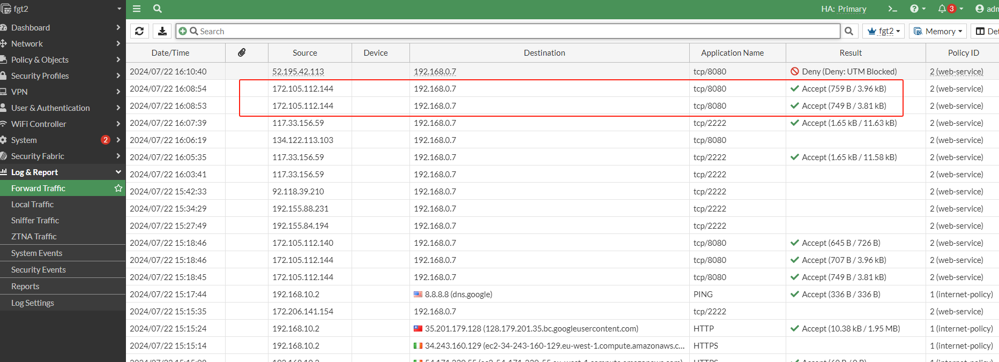 fgt2
HA: Primary
3
adm
Dashboard
Network
Policy & Objects
Security Profiles
VPN
User & Authentication
WiFi Controller
System 2
Security Fabric
Log & Report
Forward Traffic
Local Traffic
Sniffer Traffic
ZTNA Traffic
System Events
Security Events
Reports
Log Settings
Search
fgt2
Memory
Det
Date/Time Source Device Destination Application Name Result Policy ID
2024/07/22 16:10:40 52.195.42.113 192.168.0.7 tcp/8080 Deny (Deny: UTM Blocked) 2 (web-service)
2024/07/22 16:08:54 172.105.112.144 192.168.0.7 tcp/8080 Accept (759 B / 3.96 kB) 2 (web-service)
2024/07/22 16:08:53 172.105.112.144 192.168.0.7 tcp/8080 Accept (749 B / 3.81 kB) 2 (web-service)
2024/07/22 16:07:39 117.33.156.59 192.168.0.7 tcp/2222 Accept (1.65 kB / 11.63 kB) 2 (web-service)
2024/07/22 16:06:19 134.122.113.103 192.168.0.7 tcp/8080 2 (web-service)
2024/07/22 16:05:35 117.33.156.59 192.168.0.7 tcp/2222 Accept (1.65 kB / 11.58 kB) 2 (web-service)
2024/07/22 16:03:41 117.33.156.59 192.168.0.7 tcp/2222 2 (web-service)
2024/07/22 15:42:33 92.118.39.210 192.168.0.7 tcp/2222 2 (web-service)
2024/07/22 15:34:29 192.155.88.231 192.168.0.7 tcp/2222 2 (web-service)
2024/07/22 15:27:49 192.155.84.194 192.168.0.7 tcp/2222 2 (web-service)
2024/07/22 15:18:46 172.105.112.140 192.168.0.7 tcp/8080 Accept (645 B / 726 B) 2 (web-service)
2024/07/22 15:18:46 172.105.112.144 192.168.0.7 tcp/8080 Accept (707 B / 3.96 kB) 2 (web-service)
2024/07/22 15:18:45 172.105.112.144 192.168.0.7 tcp/8080 Accept (749 B / 3.81 kB) 2 (web-service)
2024/07/22 15:17:44 192.168.10.2 8.8.8.8 (dns.google) PING Accept (336 B / 336 B) 1 (internet-policy)
2024/07/22 15:15:35 172.206.141.154 192.168.0.7 tcp/2222 2 (web-service)
2024/07/22 15:15:24 192.168.10.2 35.201.179.128 (128.179.201.35.bc.googleusercontent.com) HTTP Accept (10.38 kB / 1.95 MB) 1 (internet-policy)
2024/07/22 15:15:14 192.168.10.2 34.243.160.129 (ec2-34-243-160-129.eu-west-1.compute.amazonaws.c... HTTPS 1 (internet-policy)